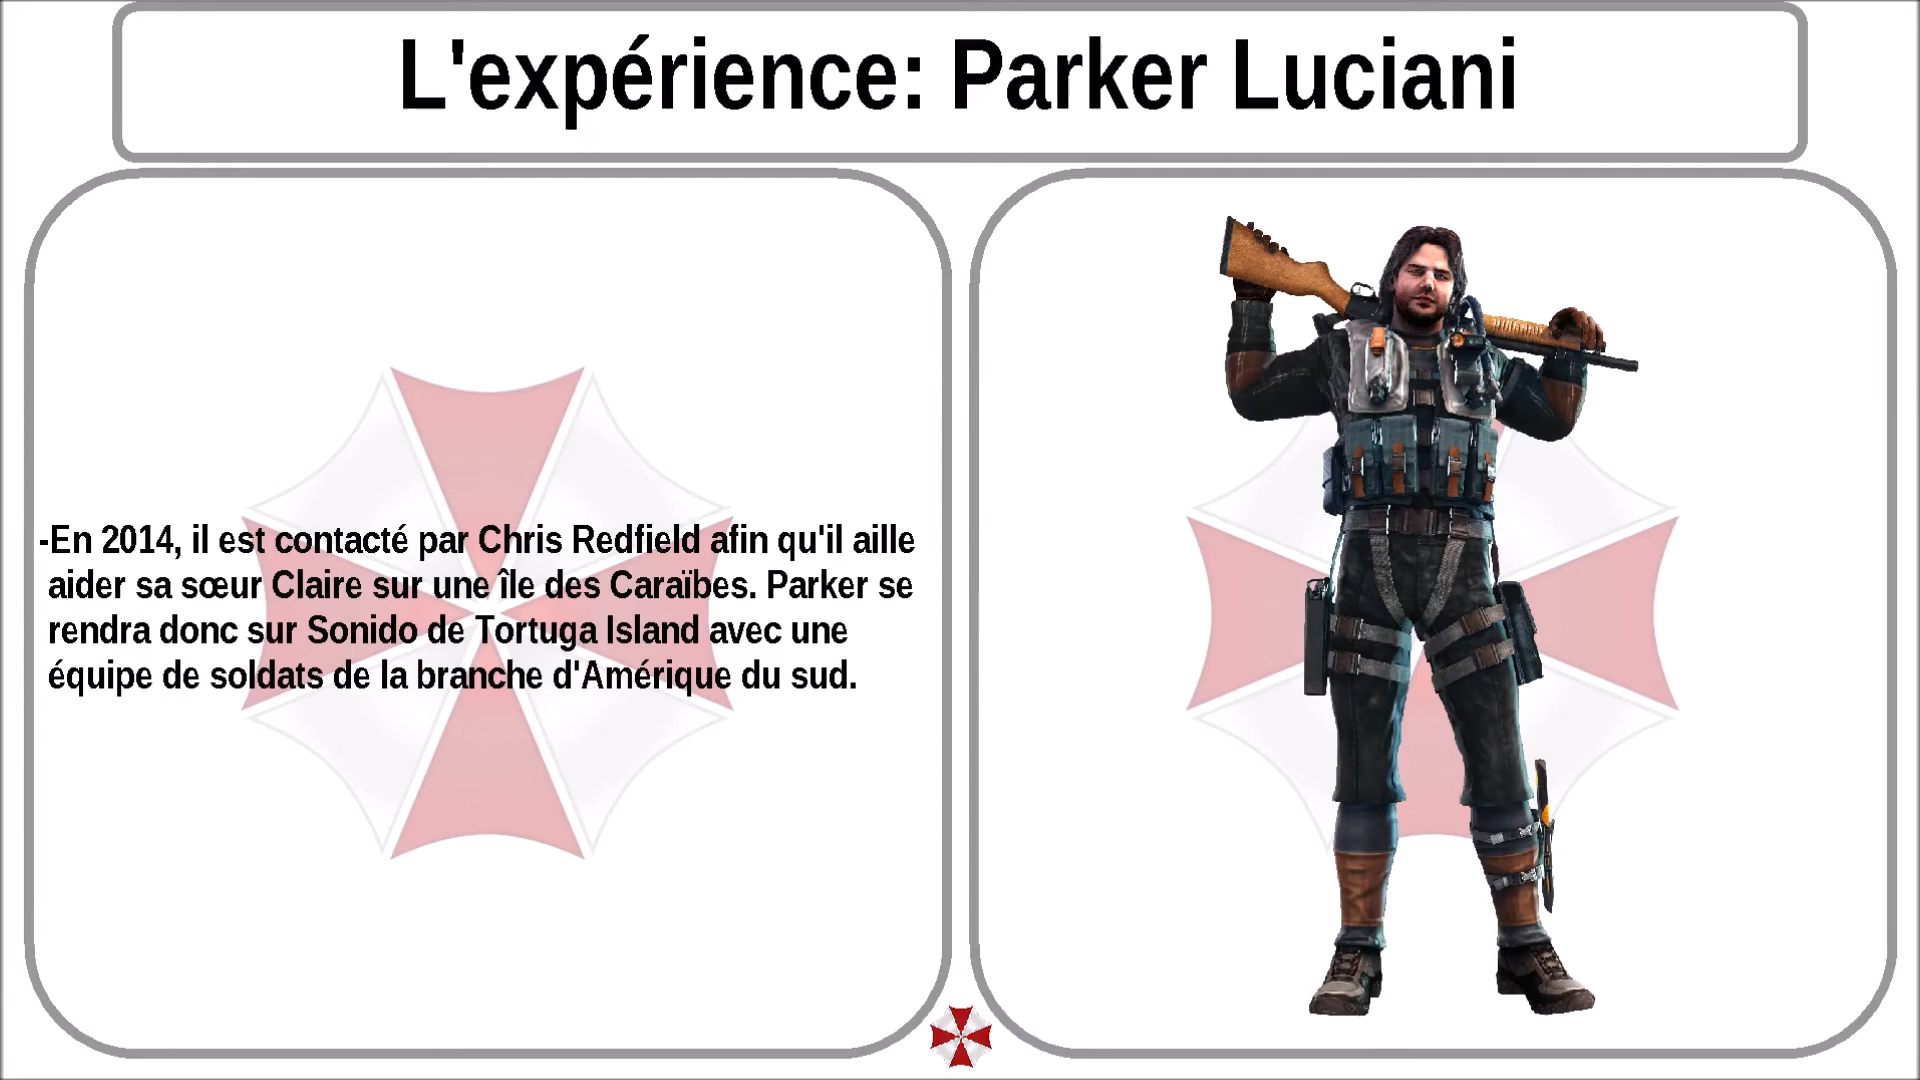 L'expérience: Parker Luciani
-En 2014, il est contacté par Chris Redfield afin qu'il aille
aider sa sœur Claire sur une île des Caraïbes. Parker se
rendra donc sur Sonido de Tortuga Island avec une
équipe de soldats de la branche d'Amérique du sud.